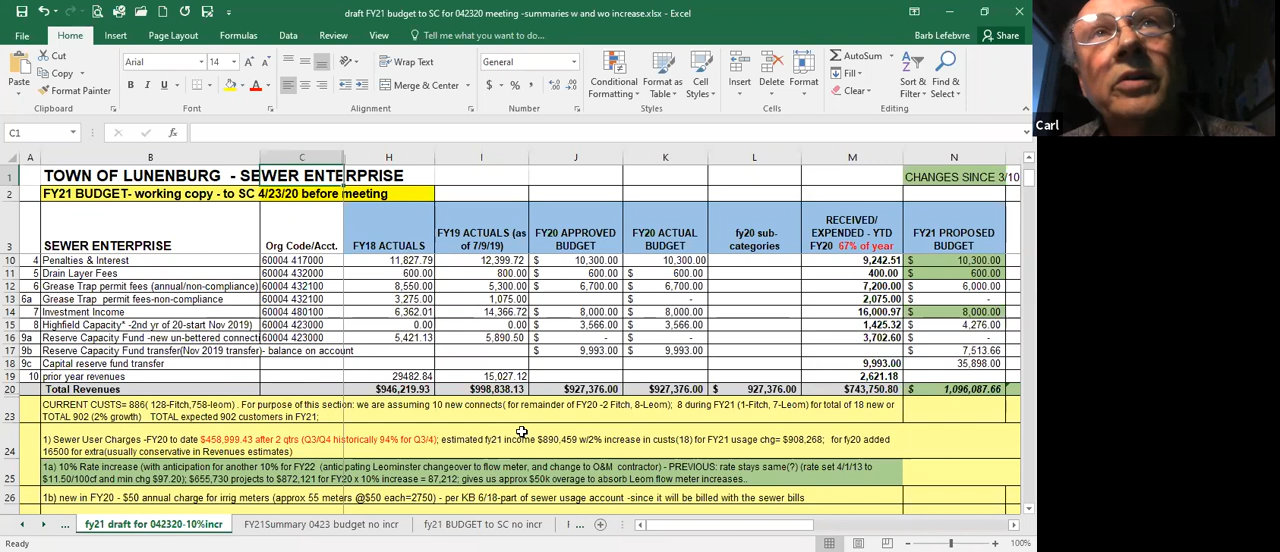 draft FY21 budget to SC for 042320 meeting -summaries w and wo increase.xlsx - Excel
File Home Insert Page Layout Formulas Data Review View Tell me what you want to do... Barb Lefebvre Share
Cut
Copy
Format Painter
Paste
Clipboard
Arial 14
B I U
Font
Wrap Text
Merge & Center
Alignment
General
$ % ,
Number
Conditional Formatting
Format as Table
Cell Styles
Styles
Insert Delete Format
Cells
AutoSum
Fill
Clear
Sort & Filter
Find & Select
Editing
Carl
C1 fx
A B C H I J K L M N
1 TOWN OF LUNENBURG - SEWER ENTERPRISE CHANGES SINCE 3/10
2 FY21 BUDGET- working copy - to SC 4/23/20 before meeting
3 SEWER ENTERPRISE Org Code/Acct. FY18 ACTUALS FY19 ACTUALS (as of 7/9/19) FY20 APPROVED BUDGET FY20 ACTUAL BUDGET fy20 sub-categories RECEIVED/ EXPENDED - YTD FY20 67% of year FY21 PROPOSED BUDGET
10 4 Penalties & Interest 60004 417000 11,827.79 12,399.72 $ 10,300.00 10,300.00 9,242.51 $ 10,300.00
11 5 Drain Layer Fees 60004 432000 600.00 800.00 $ 600.00 $ 600.00 400.00 $ 600.00
12 6 Grease Trap permit fees (annual/non-compliance) 60004 432100 8,550.00 5,300.00 $ 6,700.00 $ 6,700.00 7,200.00 $ 6,000.00
13 6a Grease Trap permit fees-non-compliance 3,275.00 1,075.00 $ - 2,075.00 $ -
14 7 Investment Income 60004 480100 6,362.01 14,366.72 $ 8,000.00 $ 8,000.00 16,000.97 $ 8,000.00
15 8 Highfield Capacity* -2nd yr of 20-start Nov 2019) 60004 423000 0.00 0.00 $ 3,566.00 $ 3,566.00 1,425.32 $ 4,276.00
16 9a Reserve Capacity Fund -new un-bettered connecti 60004 423000 5,421.13 5,890.50 $ - $ - 3,702.60 $ -
17 9b Reserve Capacity Fund transfer(Nov 2019 transfer)- balance on account $ 9,993.00 $ 9,993.00 7,513.66
18 9c Capital reserve fund transfer 9,993.00 35,898.00
19 10 prior year revenues 29482.84 15,027.12 2,621.18
20 Total Revenues $946,219.93 $998,838.13 $927,376.00 $927,376.00 $ 927,376.00 $743,750.80 $ 1,096,087.66
23 CURRENT CUSTS= 886( 128-Fitch,758-leom) . For purpose of this section: we are assuming 10 new connects( for remainder of FY20 -2 Fitch, 8-Leom); 8 during FY21 (1-Fitch, 7-Leom) for total of 18 new or
TOTAL 902 (2% growth) TOTAL expected 902 customers in FY21;
24 1) Sewer User Charges -FY20 to date $458,999.43 after 2 qtrs (Q3/Q4 historically 94% for Q3/4); estimated fy21 income $890,459 w/2% increase in custs(18) for FY21 usage chg= $908,268; for fy20 added
16500 for extra(usually conservative in Revenues estimates)
25 1a) 10% Rate increase (with anticipation for another 10% for FY22 (anticipating Leominster changeover to flow meter, and change to O&M contractor) - PREVIOUS: rate stays same(?) (rate set 4/1/13 to
$11.50/100cf and min chg $97.20); $655,730 projects to $872,121 for FY20 x 10% increase = 87,212; gives us approx $50k overage to absorb Leom flow meter increases..
26 1b) new in FY20 - $50 annual charge for irrig meters (approx 55 meters @$50 each=2750) - per KB 6/18-part of sewer usage account -since it will be billed with the sewer bills
... fy21 draft for 042320-10%incr FY21Summary 0423 budget no incr fy21 BUDGET to SC no incr ...
Ready 100%